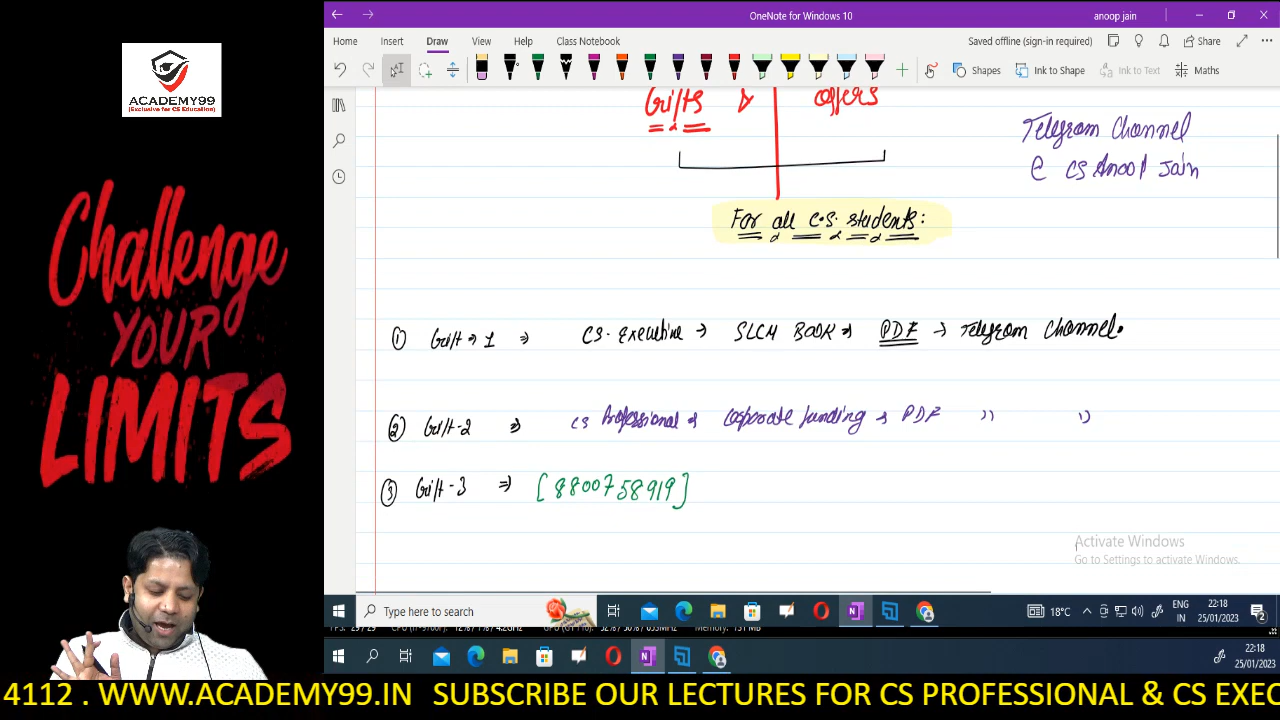 OneNote for Windows 10
anoop jain
Home Insert Draw View Help Class Notebook
Saved offline (sign-in required)
Share
Shapes Ink to Shape Ink to Text Maths
ACADEMY99
(Exclusive for CS Education)
Gifts & offers
Telegram Channel
@ CS Anoop Jain
For all C.S. students:
Challenge
YOUR
LIMITS
① Gift → 1 ⇒ CS. Executive → SLCM BOOK → PDF → Telegram Channel.
② Gift-2 ⇒ CS Professional → Corporate funding → PDF " "
③ Gift-3 ⇒ [8800758919]
Activate Windows
Go to Settings to activate Windows.
Type here to search
18°C
ENG
IN
22:18
25/01/2023
22:18
25/01/2023
4112 . WWW.ACADEMY99.IN SUBSCRIBE OUR LECTURES FOR CS PROFESSIONAL & CS EXEC